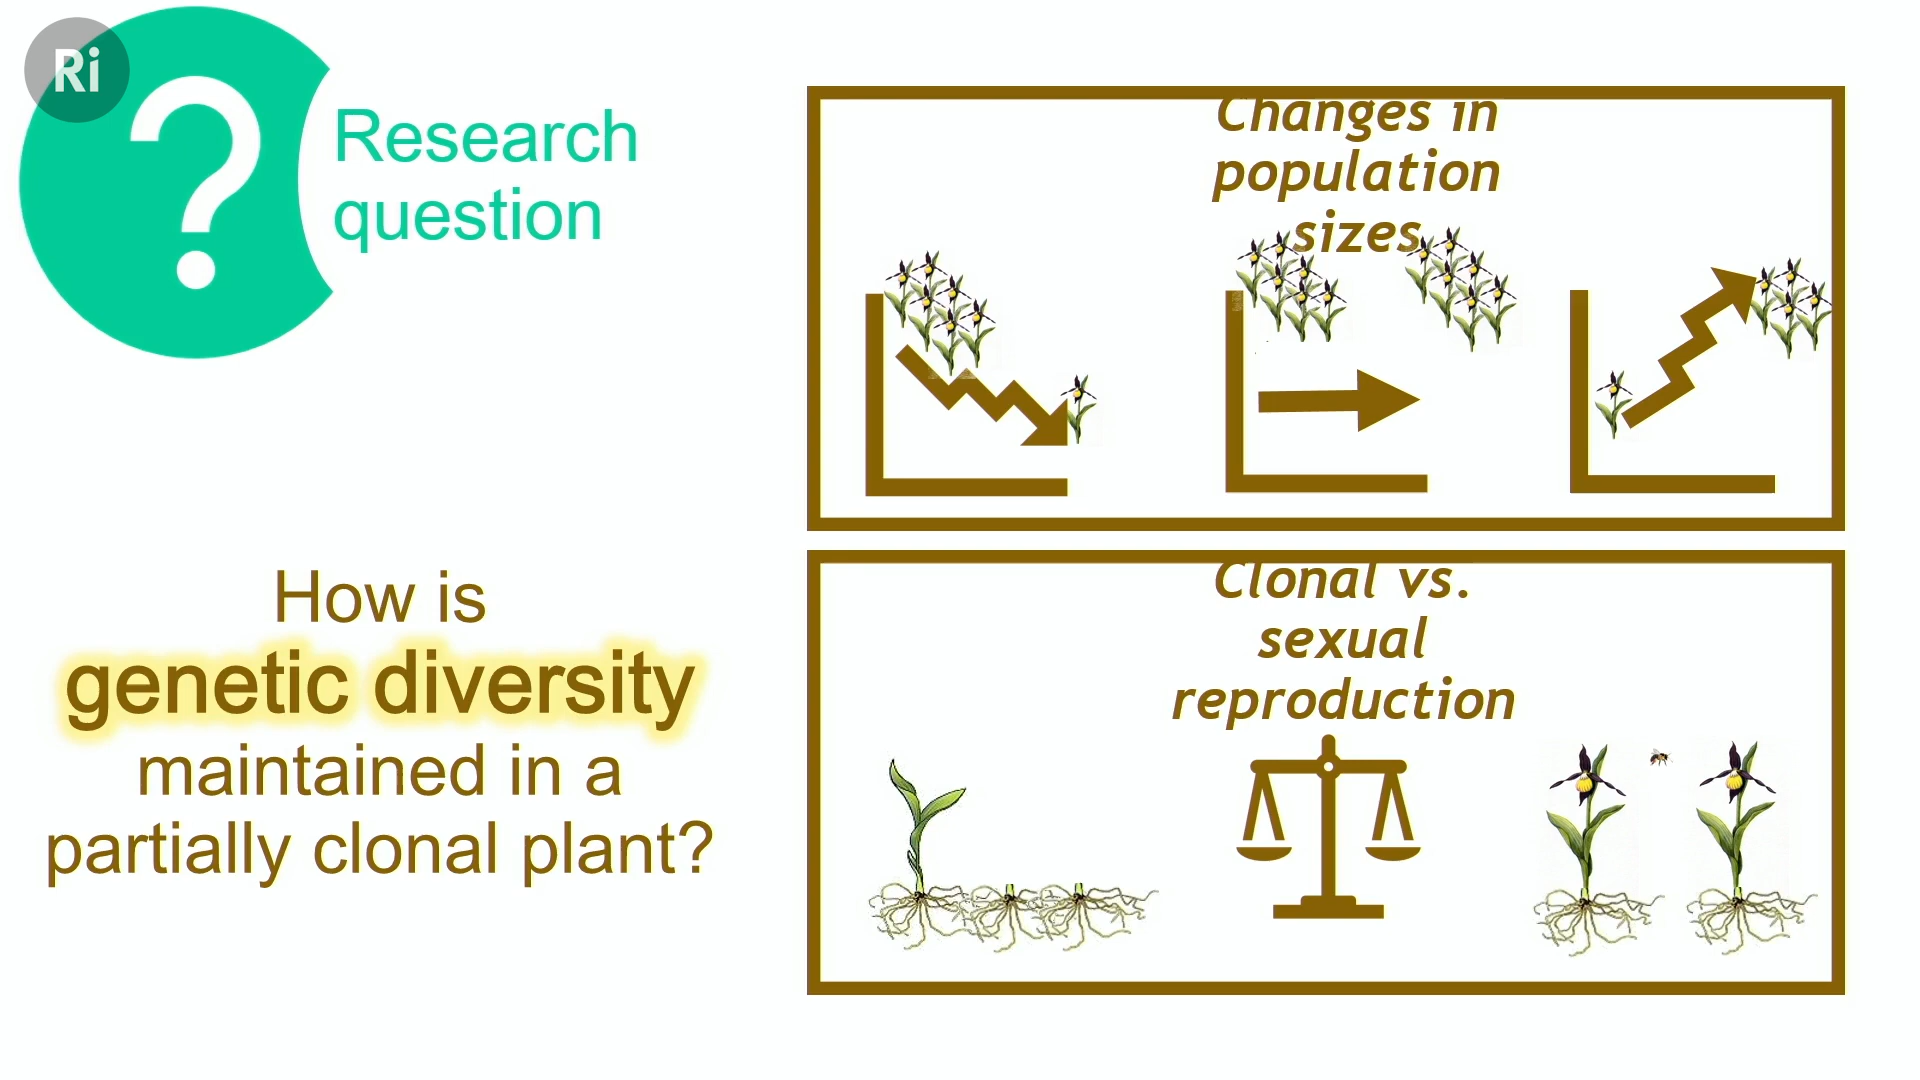 Ri
?
Research
question
How is
genetic diversity
maintained in a
partially clonal plant?
Changes in
population
sizes
Clonal vs.
sexual
reproduction